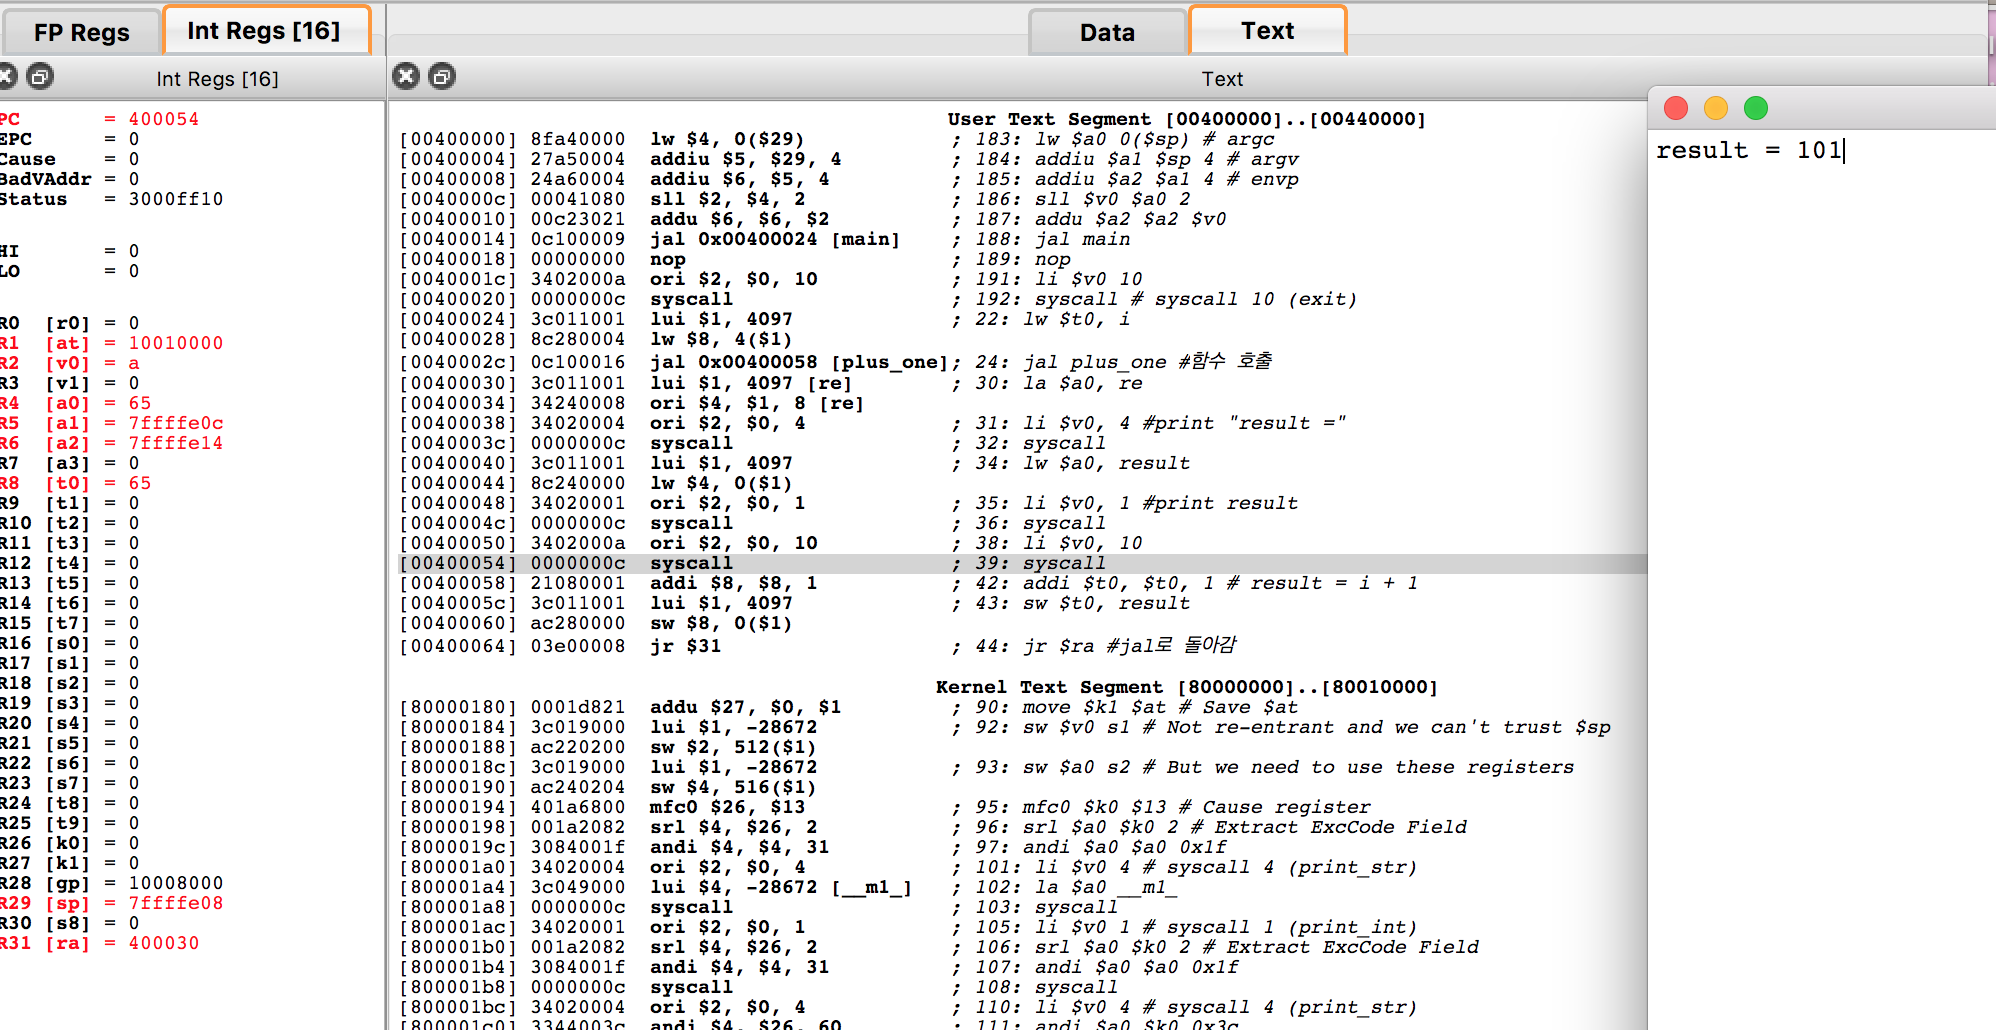 FP Regs
Int Regs [16]
Data
Text
Int Regs [16]
Text
PC = 400054
EPC = 0
Cause = 0
BadVAddr = 0
Status = 3000ff10
HI = 0
LO = 0
R0 [r0] = 0
R1 [at] = 10010000
R2 [v0] = a
R3 [v1] = 0
R4 [a0] = 65
R5 [a1] = 7ffffe0c
R6 [a2] = 7ffffe14
R7 [a3] = 0
R8 [t0] = 65
R9 [t1] = 0
R10 [t2] = 0
R11 [t3] = 0
R12 [t4] = 0
R13 [t5] = 0
R14 [t6] = 0
R15 [t7] = 0
R16 [s0] = 0
R17 [s1] = 0
R18 [s2] = 0
R19 [s3] = 0
R20 [s4] = 0
R21 [s5] = 0
R22 [s6] = 0
R23 [s7] = 0
R24 [t8] = 0
R25 [t9] = 0
R26 [k0] = 0
R27 [k1] = 0
R28 [gp] = 10008000
R29 [sp] = 7ffffe08
R30 [s8] = 0
R31 [ra] = 400030
User Text Segment [00400000]..[00440000]
[00400000] 8fa40000 lw $4, 0($29) ; 183: lw $a0 0($sp) # argc
[00400004] 27a50004 addiu $5, $29, 4 ; 184: addiu $a1 $sp 4 # argv
[00400008] 24a60004 addiu $6, $5, 4 ; 185: addiu $a2 $a1 4 # envp
[0040000c] 00041080 sll $2, $4, 2 ; 186: sll $v0 $a0 2
[00400010] 00c23021 addu $6, $6, $2 ; 187: addu $a2 $a2 $v0
[00400014] 0c100009 jal 0x00400024 [main] ; 188: jal main
[00400018] 00000000 nop ; 189: nop
[0040001c] 3402000a ori $2, $0, 10 ; 191: li $v0 10
[00400020] 0000000c syscall ; 192: syscall # syscall 10 (exit)
[00400024] 3c011001 lui $1, 4097 ; 22: lw $t0, i
[00400028] 8c280004 lw $8, 4($1)
[0040002c] 0c100016 jal 0x00400058 [plus_one]; 24: jal plus_one #함수 호출
[00400030] 3c011001 lui $1, 4097 [re] ; 30: la $a0, re
[00400034] 34240008 ori $4, $1, 8 [re]
[00400038] 34020004 ori $2, $0, 4 ; 31: li $v0, 4 #print "result ="
[0040003c] 0000000c syscall ; 32: syscall
[00400040] 3c011001 lui $1, 4097 ; 34: lw $a0, result
[00400044] 8c240000 lw $4, 0($1)
[00400048] 34020001 ori $2, $0, 1 ; 35: li $v0, 1 #print result
[0040004c] 0000000c syscall ; 36: syscall
[00400050] 3402000a ori $2, $0, 10 ; 38: li $v0, 10
[00400054] 0000000c syscall ; 39: syscall
[00400058] 21080001 addi $8, $8, 1 ; 42: addi $t0, $t0, 1 # result = i + 1
[0040005c] 3c011001 lui $1, 4097 ; 43: sw $t0, result
[00400060] ac280000 sw $8, 0($1)
[00400064] 03e00008 jr $31 ; 44: jr $ra #jal로 돌아감
Kernel Text Segment [80000000]..[80010000]
[80000180] 0001d821 addu $27, $0, $1 ; 90: move $k1 $at # Save $at
[80000184] 3c019000 lui $1, -28672 ; 92: sw $v0 s1 # Not re-entrant and we can't trust $sp
[80000188] ac220200 sw $2, 512($1)
[8000018c] 3c019000 lui $1, -28672 ; 93: sw $a0 s2 # But we need to use these registers
[80000190] ac240204 sw $4, 516($1)
[80000194] 401a6800 mfc0 $26, $13 ; 95: mfc0 $k0 $13 # Cause register
[80000198] 001a2082 srl $4, $26, 2 ; 96: srl $a0 $k0 2 # Extract ExcCode Field
[8000019c] 3084001f andi $4, $4, 31 ; 97: andi $a0 $a0 0x1f
[800001a0] 34020004 ori $2, $0, 4 ; 101: li $v0 4 # syscall 4 (print_str)
[800001a4] 3c049000 lui $4, -28672 [__m1_] ; 102: la $a0 __m1_
[800001a8] 0000000c syscall ; 103: syscall
[800001ac] 34020001 ori $2, $0, 1 ; 105: li $v0 1 # syscall 1 (print_int)
[800001b0] 001a2082 srl $4, $26, 2 ; 106: srl $a0 $k0 2 # Extract ExcCode Field
[800001b4] 3084001f andi $4, $4, 31 ; 107: andi $a0 $a0 0x1f
[800001b8] 0000000c syscall ; 108: syscall
[800001bc] 34020004 ori $2, $0, 4 ; 110: li $v0 4 # syscall 4 (print_str)
[800001c0] 3344003c andi $4, $26, 60 ; 111: andi $a0 $k0 0x3c
result = 101